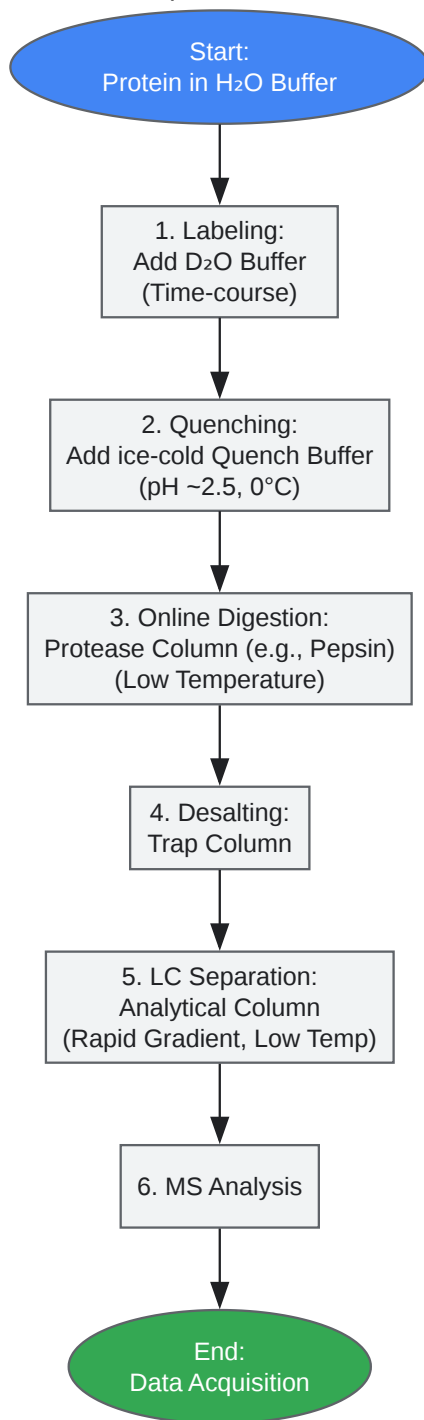 Start:
Protein in H₂O Buffer
1. Labeling:
Add D₂O Buffer
(Time-course)
2. Quenching:
Add ice-cold Quench Buffer
(pH ~2.5, 0°C)
3. Online Digestion:
Protease Column (e.g., Pepsin)
(Low Temperature)
4. Desalting:
Trap Column
5. LC Separation:
Analytical Column
(Rapid Gradient, Low Temp)
6. MS Analysis
End:
Data Acquisition